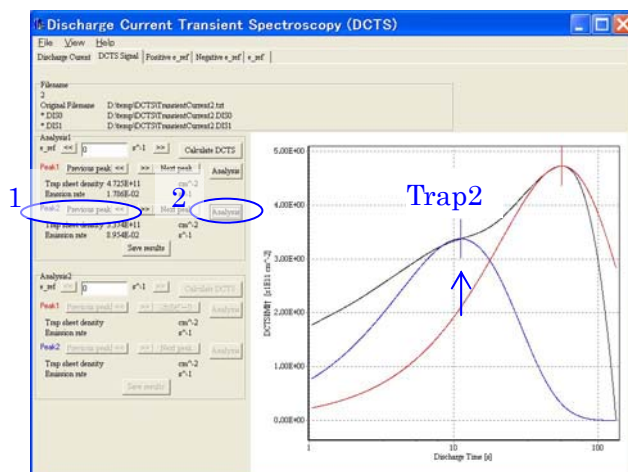 Discharge Current Transient Spectroscopy (DCTS)
File View Help
Discharge Current DCTS Signal Positive e_ref Negative e_ref e_ref
Filename
2
Original Filename D:\temp\DCTS\TransientCurrent2.txt
*.DIS0 D:\temp\DCTS\TransientCurrent2.DIS0
*.DIS1 D:\temp\DCTS\TransientCurrent2.DIS1
Analysis1
e_ref << 0 s^-1 >> Calculate DCTS
Peak1 Previous peak << >> Next peak Analysis
Trap sheet density 4.725E+11 cm^-2
Emission rate 1.786E-02 s^-1
Peak2 Previous peak << >> Next peak Analysis
Trap sheet density 3.374E+11 cm^-2
Emission rate 8.954E-02 s^-1
Save results
Analysis2
e_ref << 0 s^-1 >> Calculate DCTS
Peak1 Previous peak << >> Next peak Analysis
Trap sheet density cm^-2
Emission rate s^-1
Peak2 Previous peak << >> Next peak Analysis
Trap sheet density cm^-2
Emission rate s^-1
Save results
1
2
Trap2
5.00E+00
4.00E+00
3.00E+00
2.00E+00
1.00E+00
0.00E+00
1 10 100
Discharge Time [s]